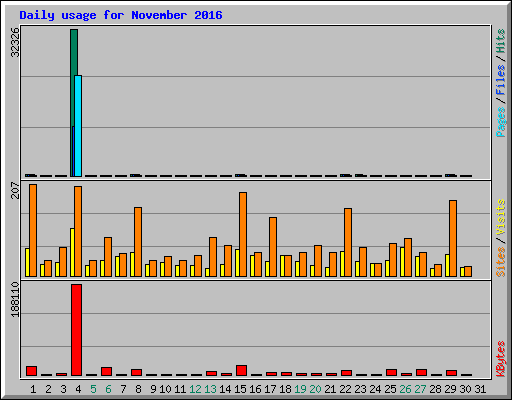 Daily usage for November 2016
32326
Pages / Files / Hits
207
Sites / Visits
188110
KBytes
1 2 3 4 5 6 7 8 9 10 11 12 13 14 15 16 17 18 19 20 21 22 23 24 25 26 27 28 29 30 31